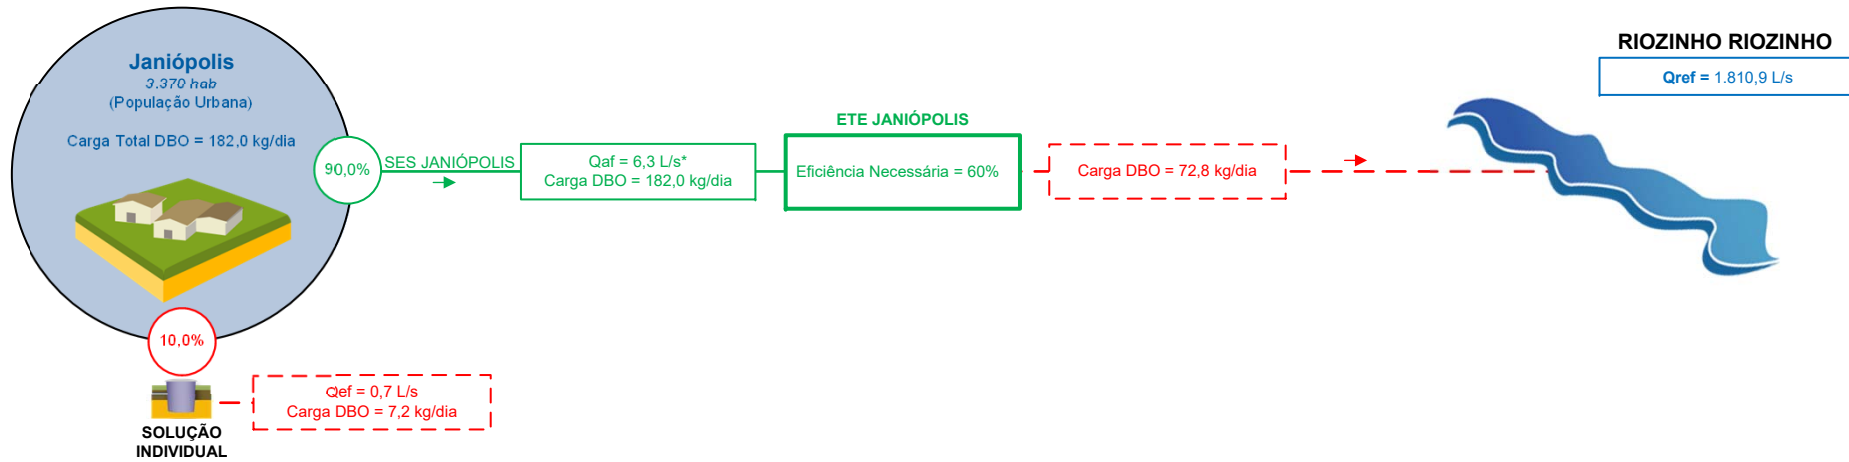 Janiópolis
3.370 hab
(População Urbana)
Carga Total DBO = 182,0 kg/dia
90,0%
SES JANIÓPOLIS
Qaf = 6,3 L/s*
Carga DBO = 182,0 kg/dia
ETE JANIÓPOLIS
Eficiência Necessária = 60%
Carga DBO = 72,8 kg/dia
RIOZINHO RIOZINHO
Qref = 1.810,9 L/s
10,0%
Qef = 0,7 L/s
Carga DBO = 7,2 kg/dia
SOLUÇÃO
INDIVIDUAL